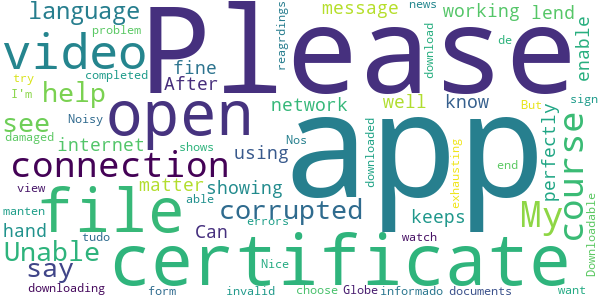 language
message
news
working
lend
Please
problem
reagrdings
enable
video
completed
fine
download
de
try
After
I'm
help
open
network
well
know
But
sign
see
Noisy
app
damaged
internet
shows
Nos
using
downloaded
exhausting
perfectly
course
connection
end
view
matter
showing
able
My
manten
file
corrupted
keeps
hand
tudo
Can
errors
watch
Downloadable
Unable
certificate
say
Nice
want
downloading
form
invalid
choose
Globe
informado
documents